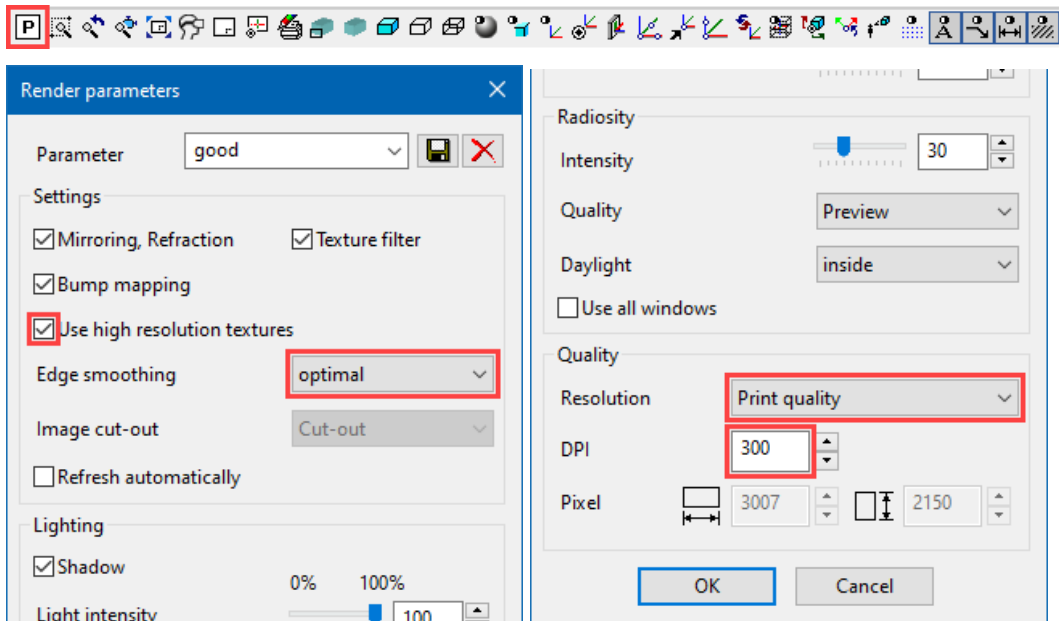 P
A
Render parameters
Parameter
good
Settings
Mirroring, Refraction
Texture filter
Bump mapping
Use high resolution textures
Edge smoothing
optimal
Image cut-out
Cut-out
Refresh automatically
Lighting
Shadow
0%
100%
Light intensity
100
Radiosity
Intensity
30
Quality
Preview
Daylight
inside
Use all windows
Quality
Resolution
Print quality
DPI
300
Pixel
3007
2150
OK
Cancel